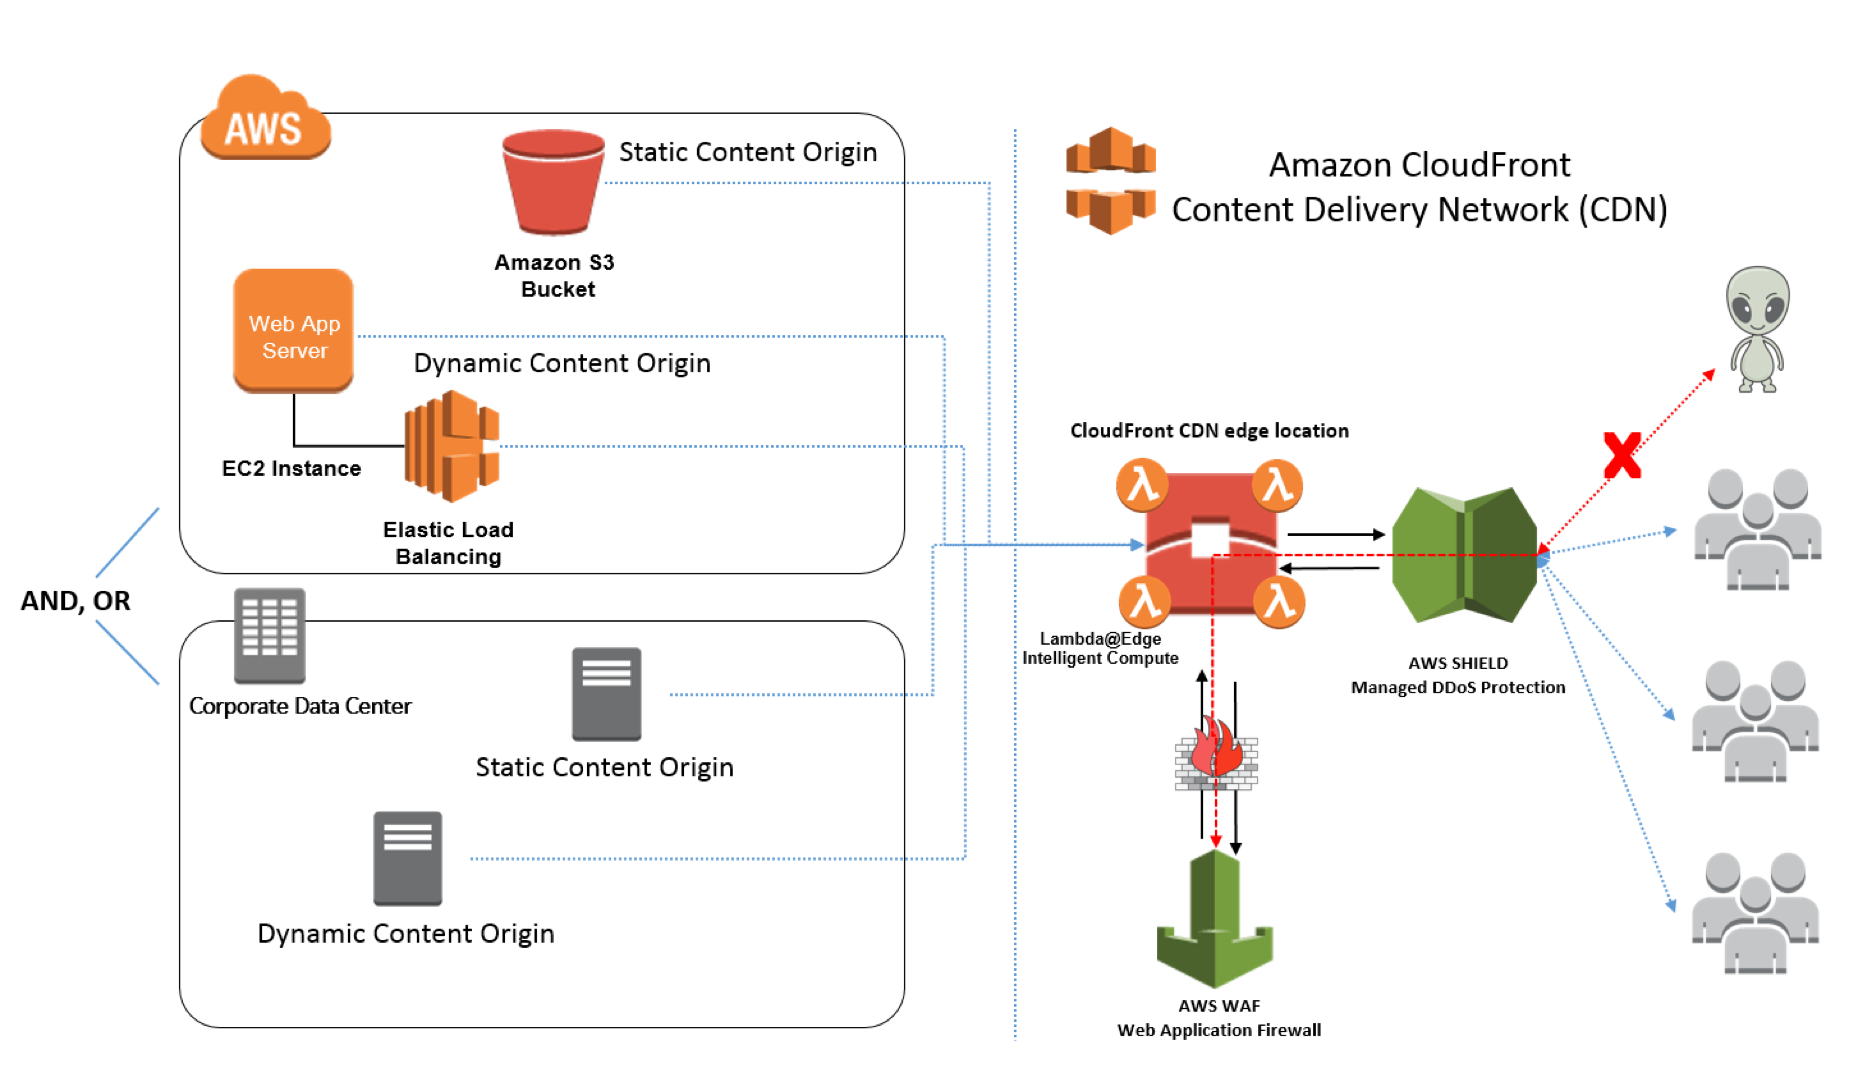 AWS
Static Content Origin
Amazon S3
Bucket
Web App
Server
Dynamic Content Origin
EC2 Instance
Elastic Load
Balancing
AND, OR
Corporate Data Center
Static Content Origin
Dynamic Content Origin
Amazon CloudFront
Content Delivery Network (CDN)
CloudFront CDN edge location
λ
λ
λ
λ
Lambda@Edge
Intelligent Compute
AWS SHIELD
Managed DDoS Protection
X
AWS WAF
Web Application Firewall